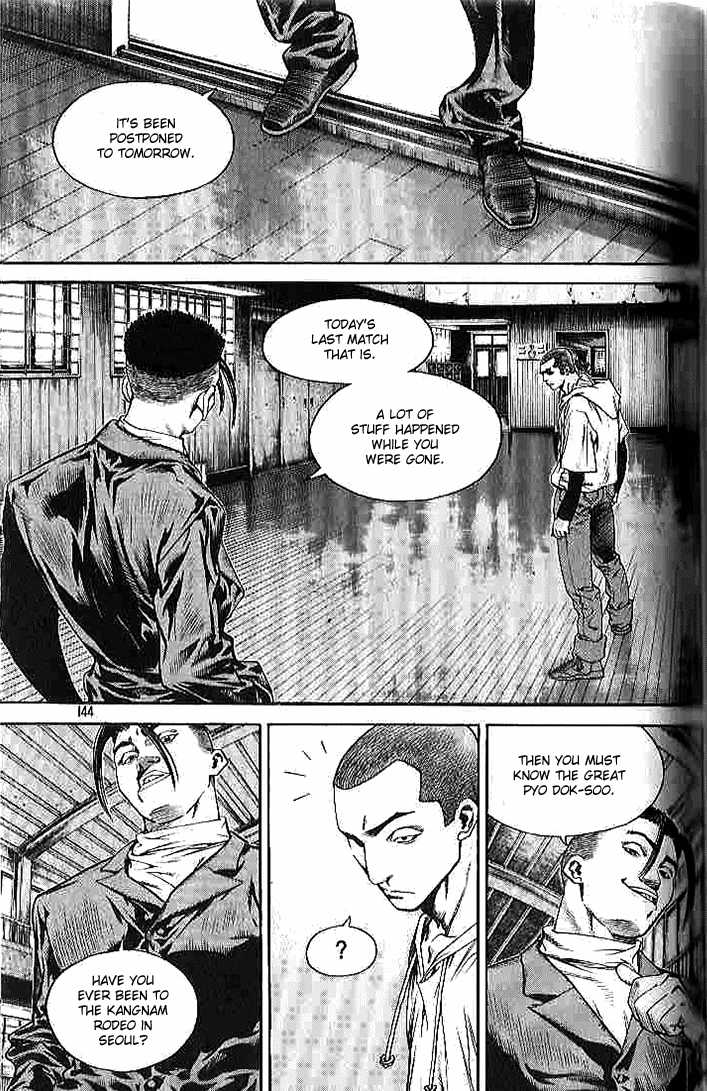 IT'S BEEN
POSTPONED
TO TOMORROW.
TODAY'S
LAST MATCH
THAT IS.
A LOT OF
STUFF HAPPENED
WHILE YOU
WERE GONE.
144
HAVE YOU
EVER BEEN TO
THE KANGNAM
RODEO IN
SEOUL?
?
THEN YOU MUST
KNOW THE GREAT
PYO DOK-SOO.